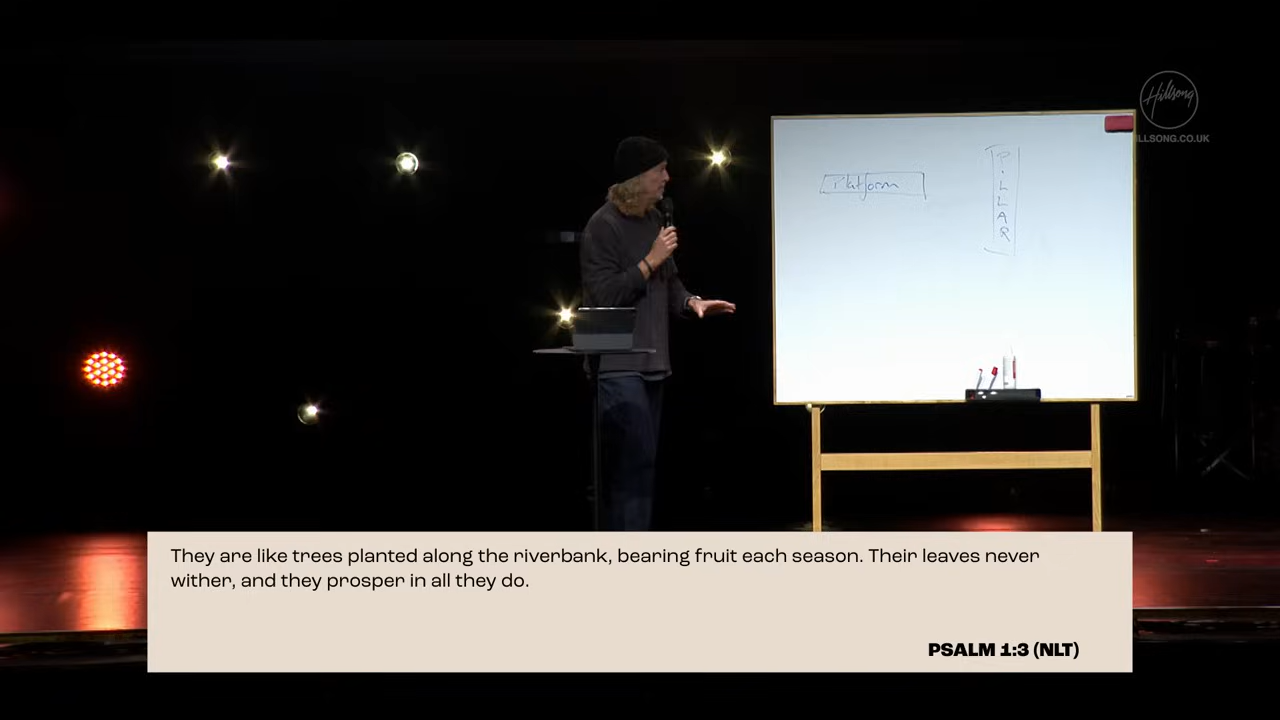 Hillsong
HILLSONG.CO.UK
Platform
PILLAR
They are like trees planted along the riverbank, bearing fruit each season. Their leaves never
wither, and they prosper in all they do.
PSALM 1:3 (NLT)